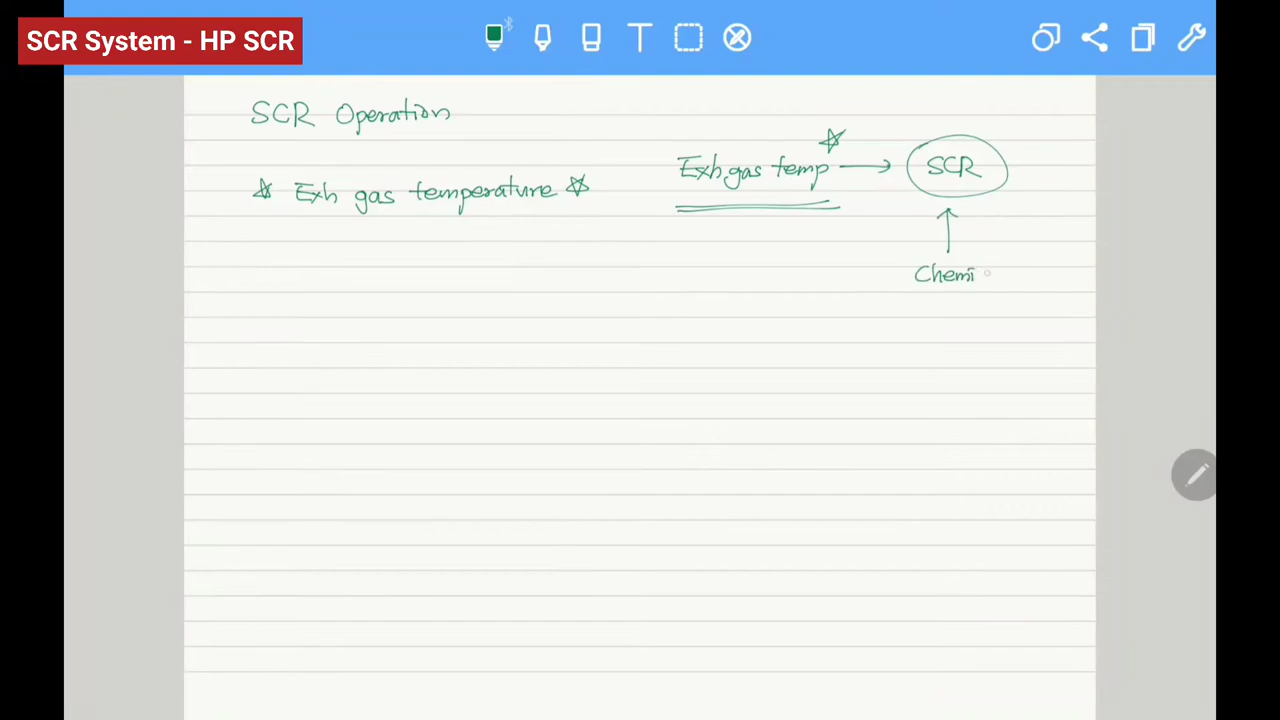 SCR System - HP SCR
SCR Operation
☆ Exh gas temperature ☆
Exh.gas temp ☆ → SCR
↑
Chemi